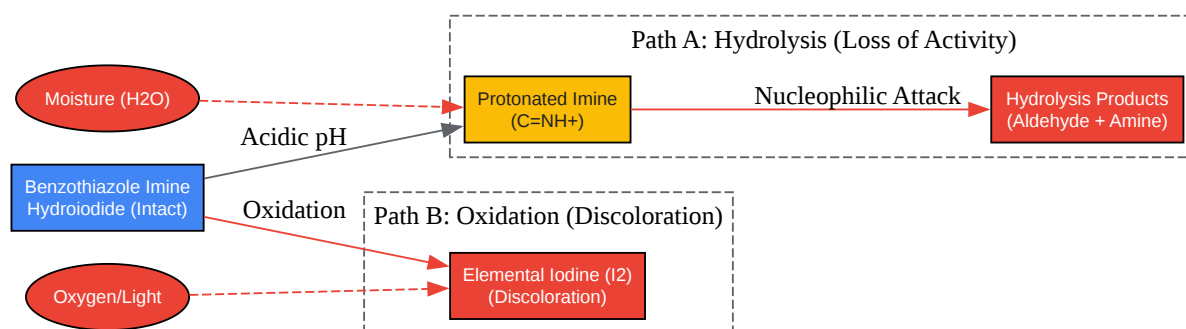 Path A: Hydrolysis (Loss of Activity)
Moisture (H2O)
Protonated Imine
(C=NH+)
Nucleophilic Attack
Hydrolysis Products
(Aldehyde + Amine)
Acidic pH
Benzothiazole Imine
Hydroiodide (Intact)
Oxidation
Path B: Oxidation (Discoloration)
Oxygen/Light
Elemental Iodine (I2)
(Discoloration)